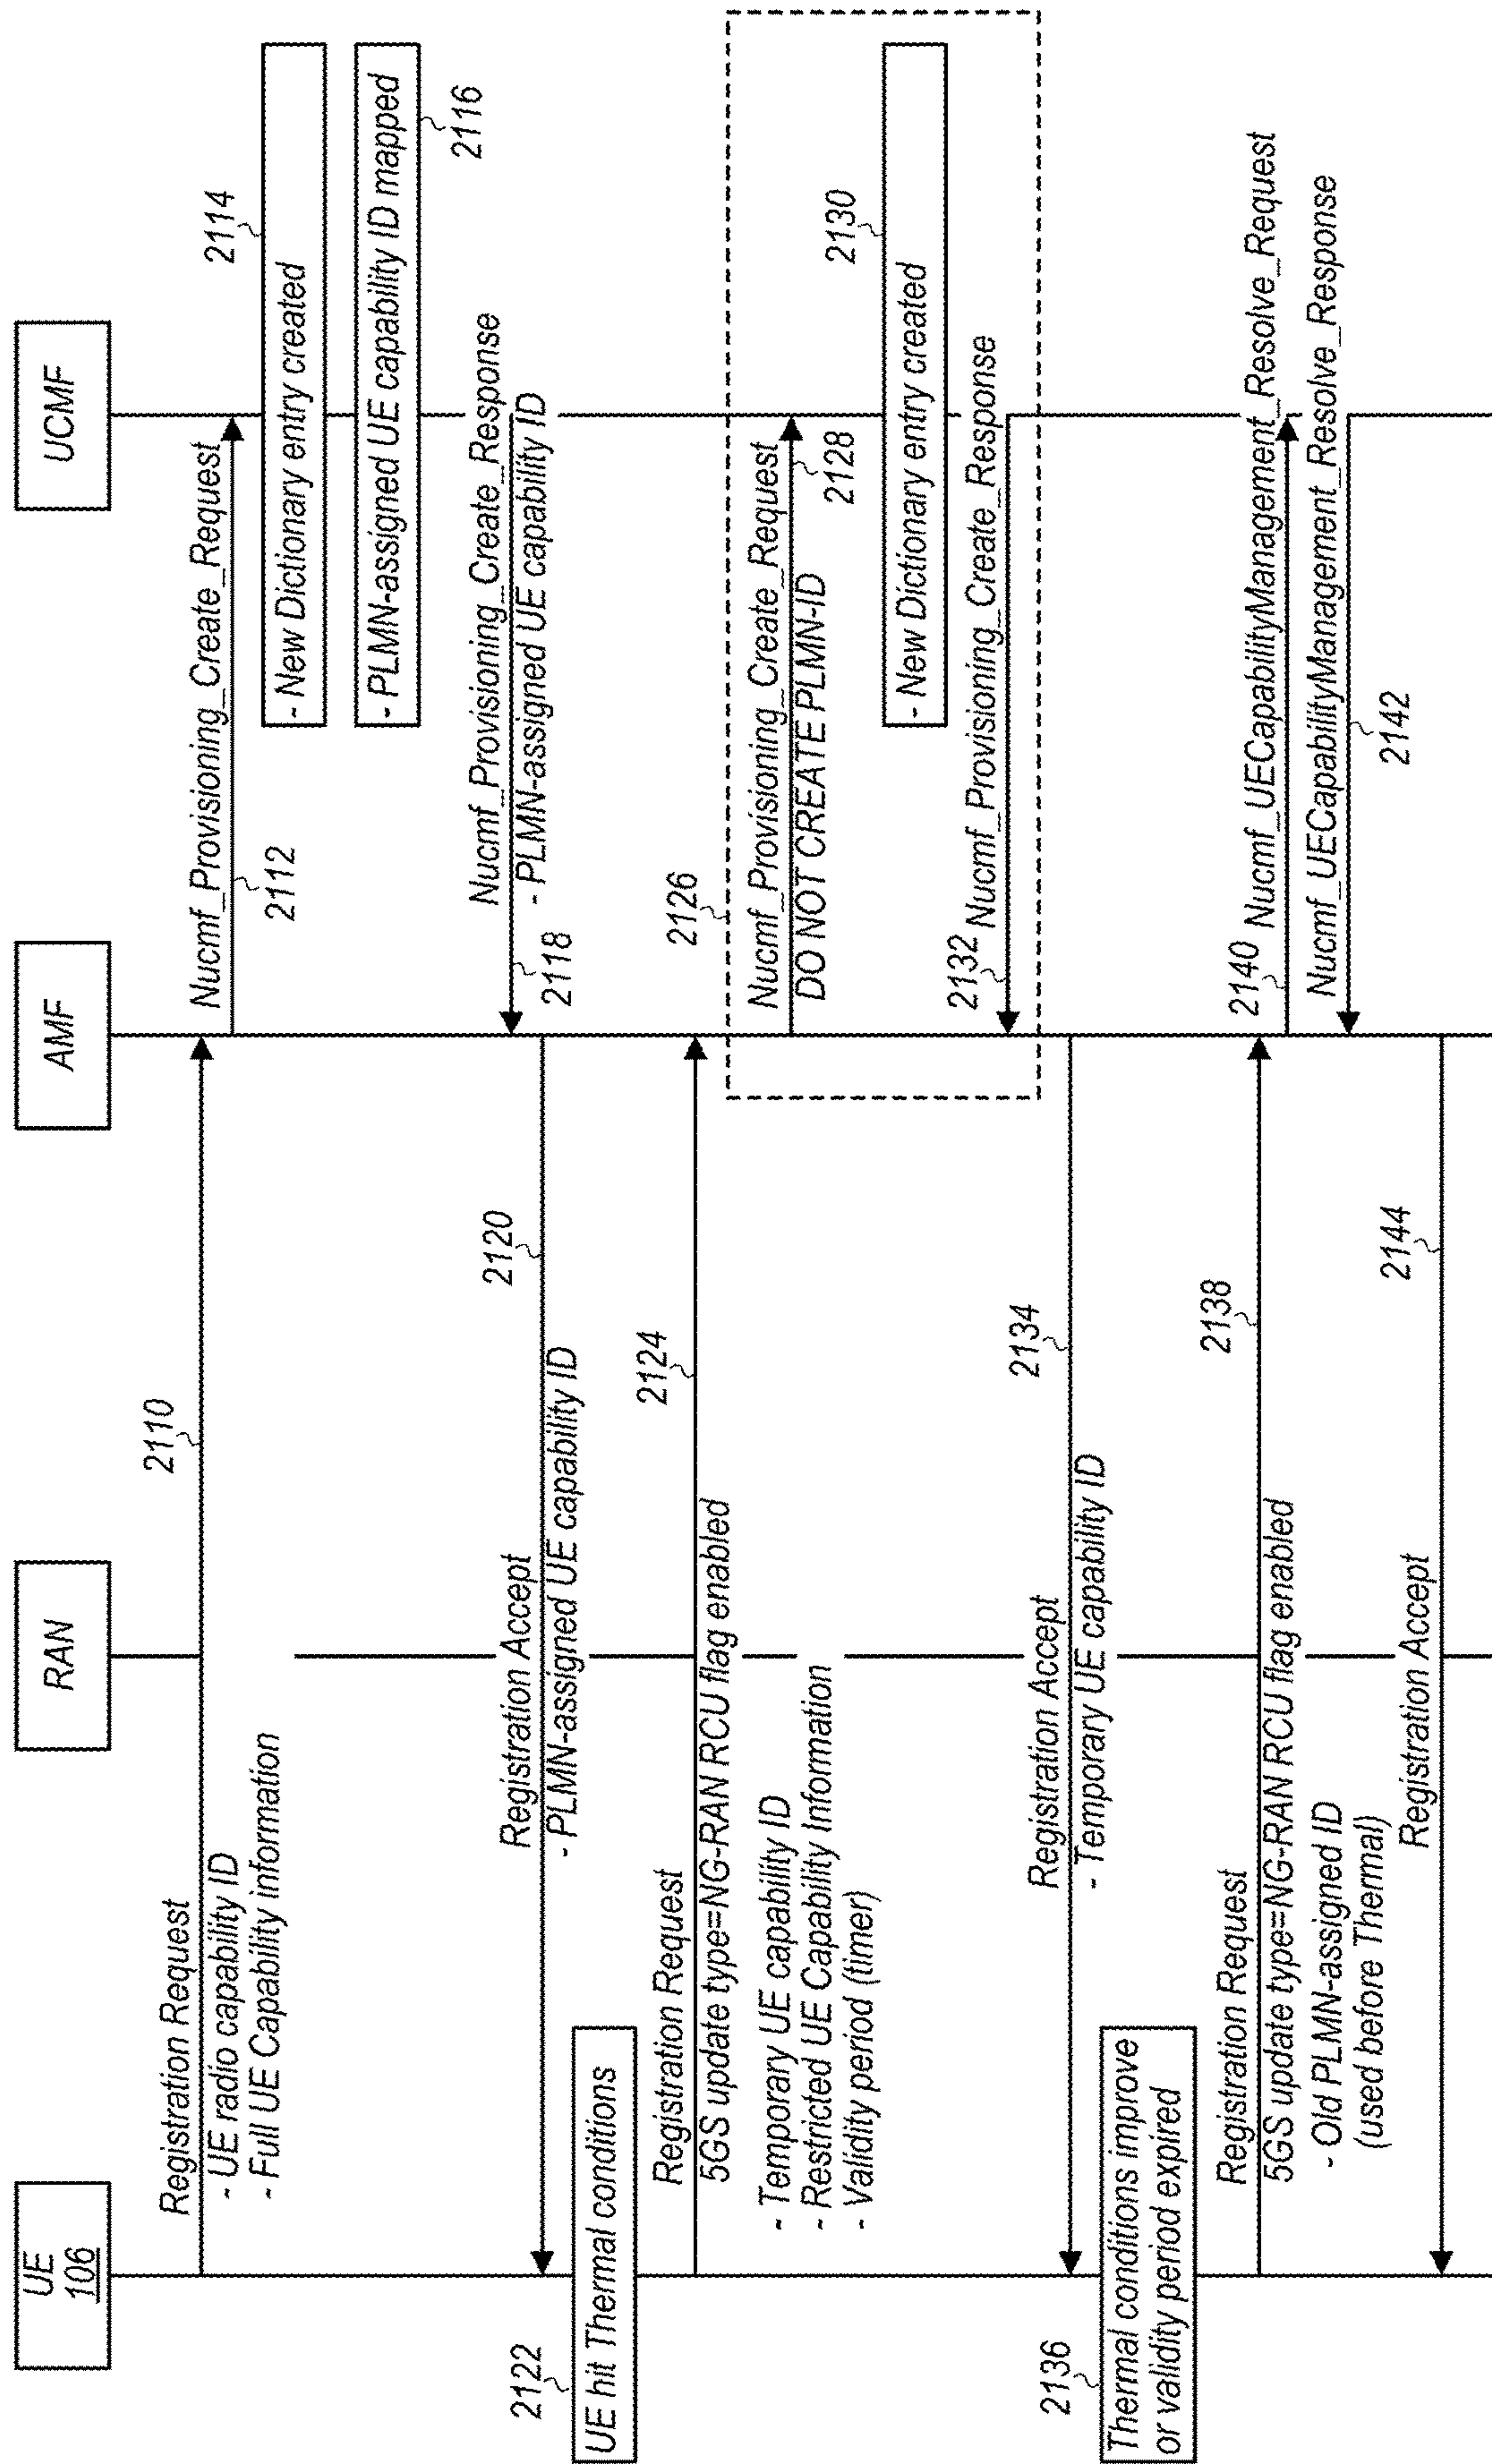 UE
106
RAN
AMF
UCMF
2110
Registration Request
- UE radio capability ID
- Full UE Capability information
Nucmf_Provisioning_Create_Request
2112
2114
- New Dictionary entry created
- PLMN-assigned UE capability ID mapped
2116
Nucmf_Provisioning_Create_Response
- PLMN-assigned UE capability ID
2118
2120
Registration Accept
- PLMN-assigned UE capability ID
2122
UE hit Thermal conditions
2124
Registration Request
5GS update type=NG-RAN RCU flag enabled
- Temporary UE capability ID
- Restricted UE Capability Information
- Validity period (timer)
2126
Nucmf_Provisioning_Create_Request
DO NOT CREATE PLMN-ID
2128
2130
- New Dictionary entry created
2132
Nucmf_Provisioning_Create_Response
2134
Registration Accept
- Temporary UE capability ID
2136
Thermal conditions improve
or validity period expired
2138
Registration Request
5GS update type=NG-RAN RCU flag enabled
- Old PLMN-assigned ID
(used before Thermal)
2140
Nucmf_UECapabilityManagement_Resolve_Request
Nucmf_UECapabilityManagement_Resolve_Response
2142
2144
Registration Accept